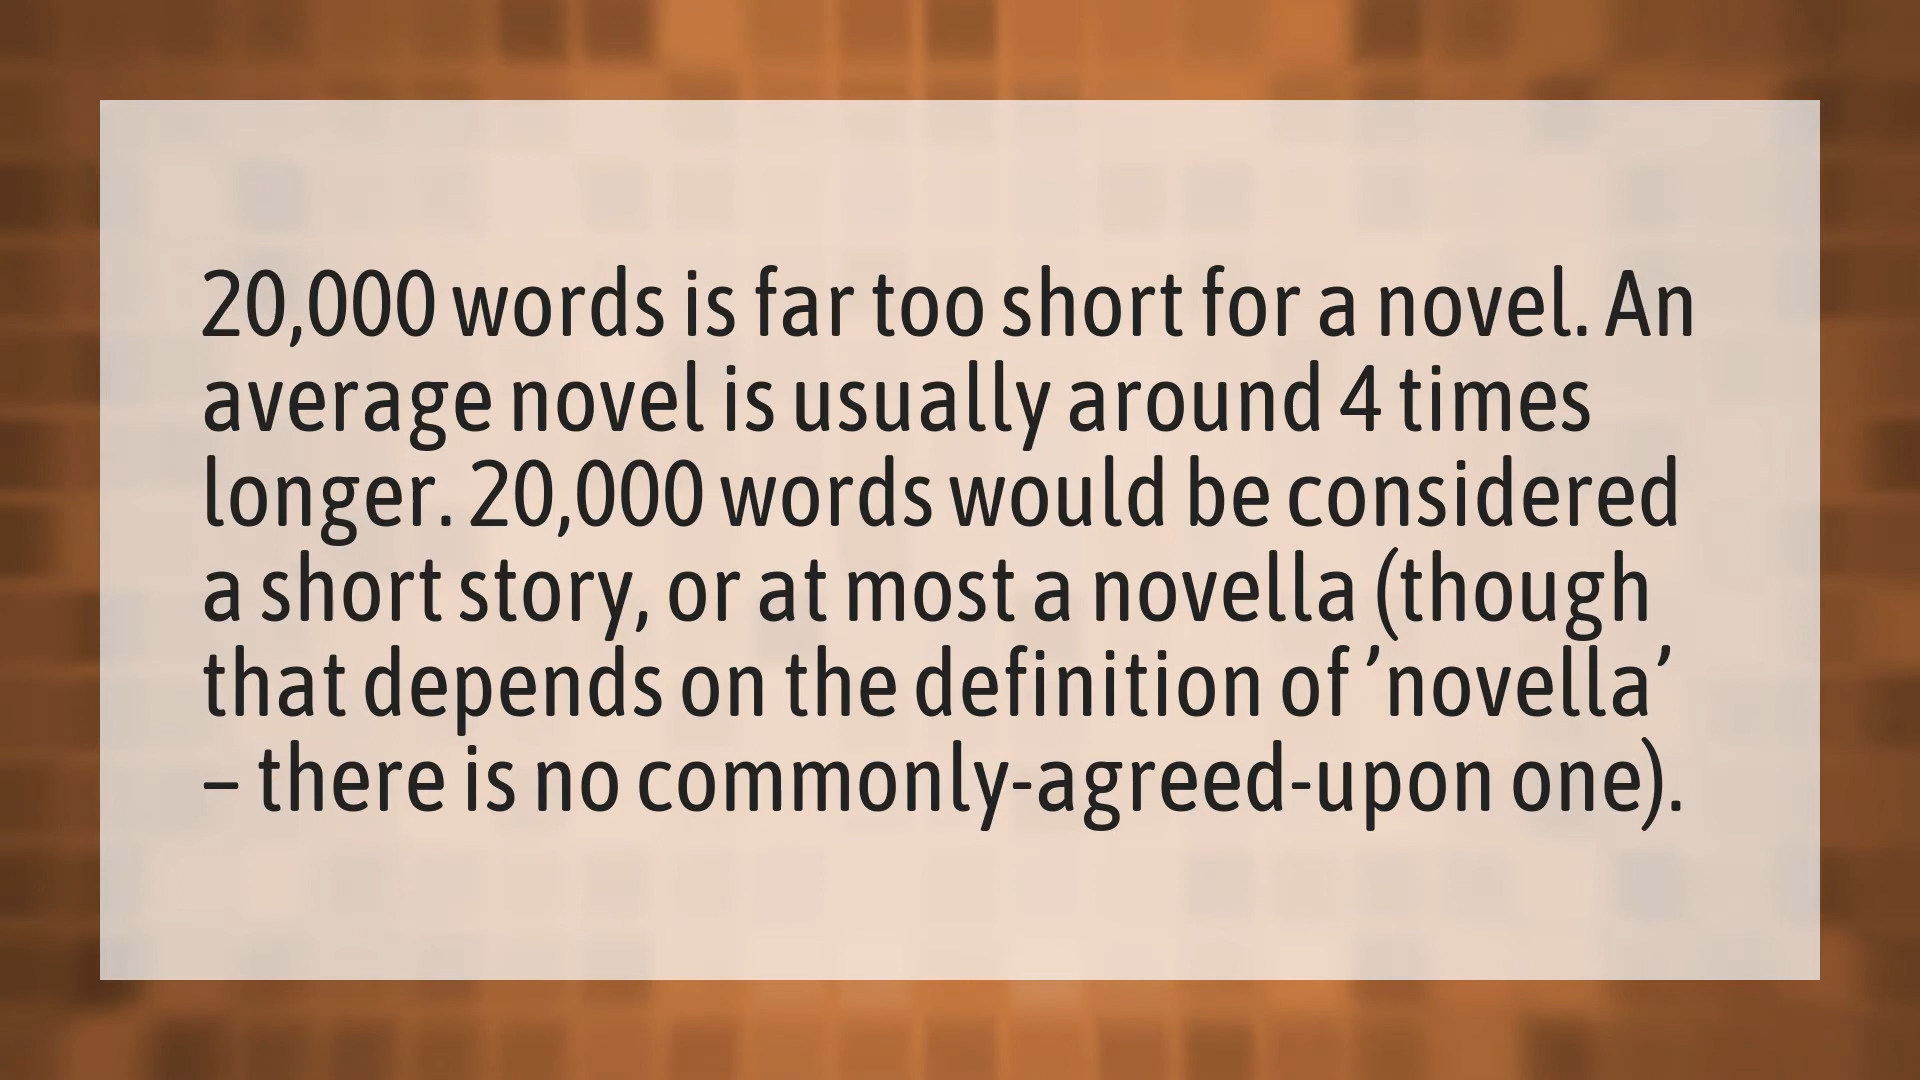 20,000 words is far too short for a novel. An
average novel is usually around 4 times
longer. 20,000 words would be considered
a short story, or at most a novella (though
that depends on the definition of ’novella’
– there is no commonly-agreed-upon one).